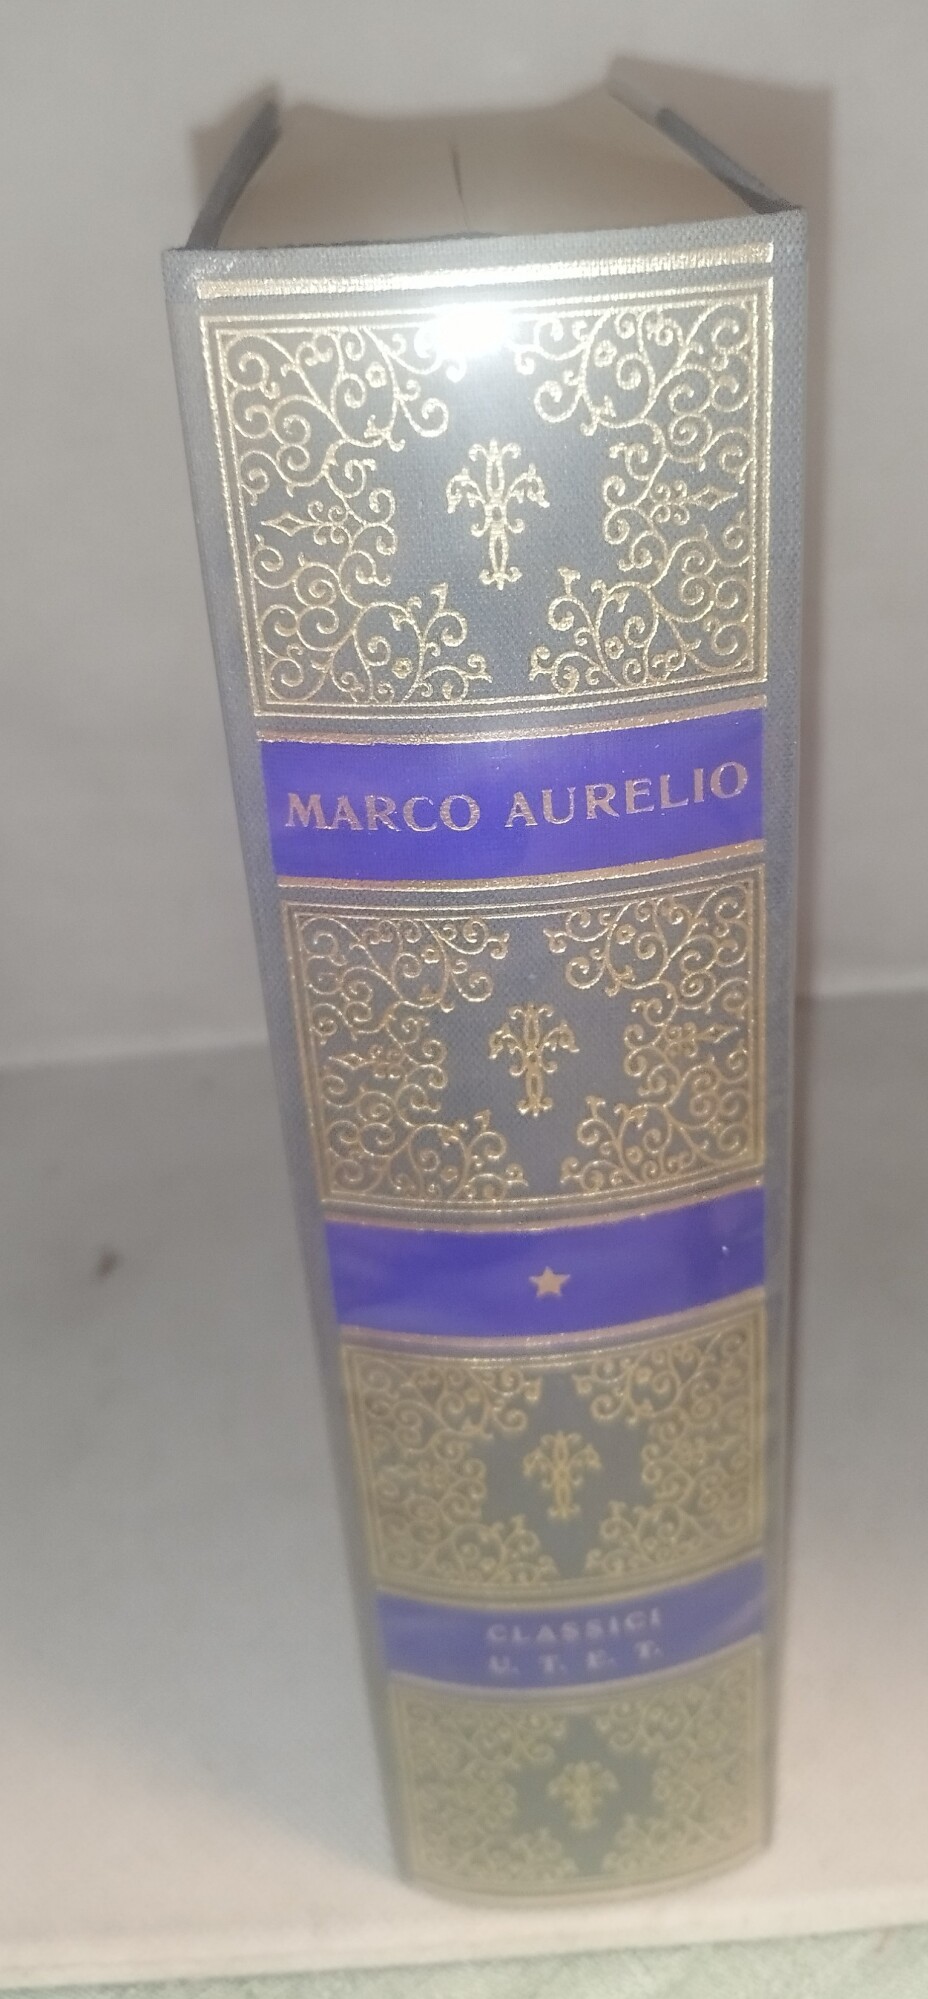 MARCO AURELIO
CLASSICI
U. T. E. T.